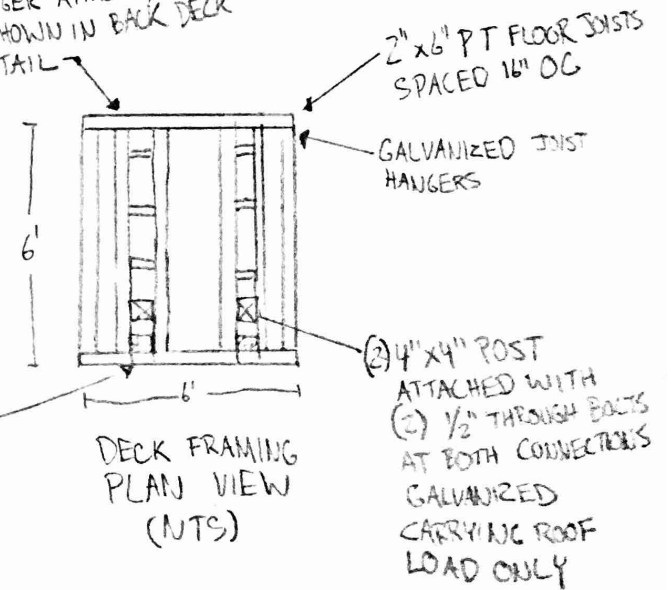 HOWN IN BACK DECK
TAIL
2"x6" PT FLOOR JOISTS
SPACED 16" OC
GALVANIZED JOIST
HANGERS
6'
6'
(2) 4"x4" POST
ATTACHED WITH
(2) 1/2" THROUGH BOLTS
AT BOTH CONNECTIONS
GALVANIZED
CARRYING ROOF
LOAD ONLY
DECK FRAMING
PLAN VIEW
(NTS)